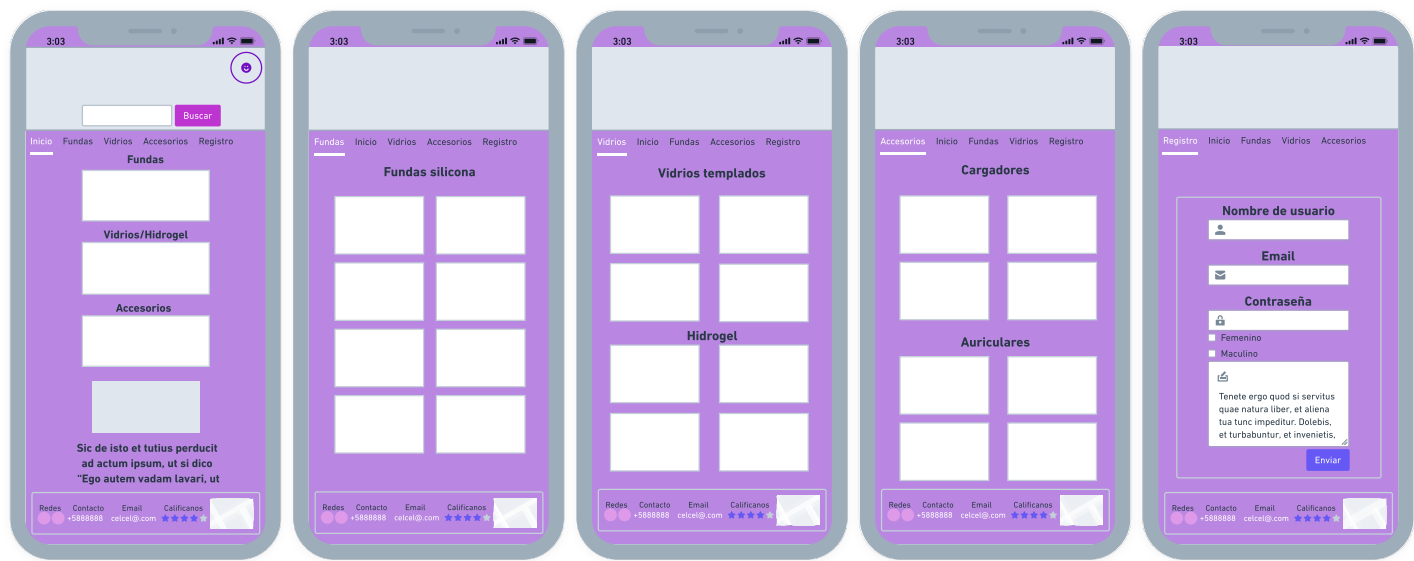 3:03
Buscar
Inicio Fundas Vidrios Accesorios Registro
Fundas
Vidrios/Hidrogel
Accesorios
Sic de isto et tutius perducit
ad actum ipsum, ut si dico
“Ego autem vadam lavari, ut
Redes Contacto Email Calificanos
+5888888 celcel@.com
3:03
Fundas Inicio Vidrios Accesorios Registro
Fundas silicona
Redes Contacto Email Calificanos
+5888888 celcel@.com
3:03
Vidrios Inicio Fundas Accesorios Registro
Vidrios templados
Hidrogel
Redes Contacto Email Calificanos
+5888888 celcel@.com
3:03
Accesorios Inicio Fundas Vidrios Registro
Cargadores
Auriculares
Redes Contacto Email Calificanos
+5888888 celcel@.com
3:03
Registro Inicio Fundas Vidrios Accesorios
Nombre de usuario
Email
Contraseña
Femenino
Maculino
Tenete ergo quod si servitus
quae natura liber, et aliena
tua tunc impeditur. Dolebis,
et turbabuntur, et invenietis,
Enviar
Redes Contacto Email Calificanos
+5888888 celcel@.com